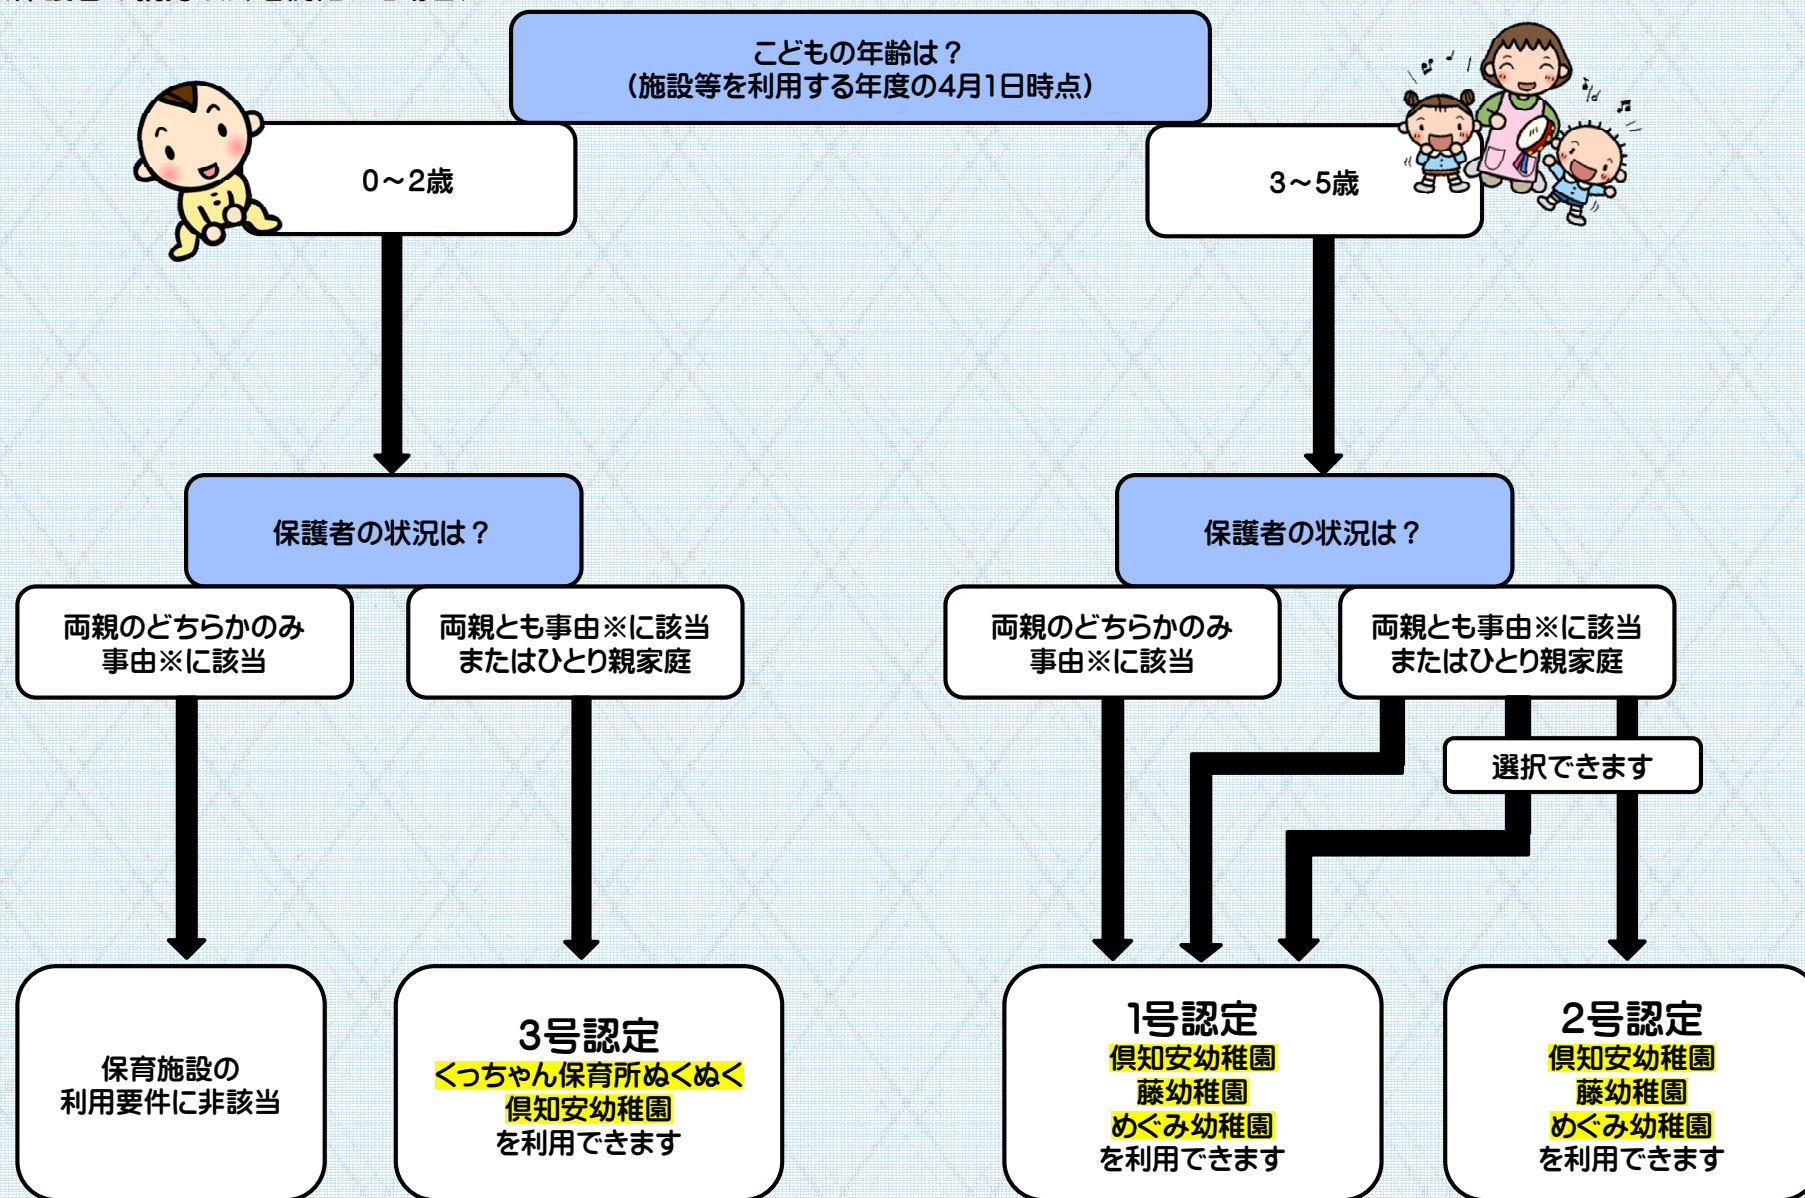 こどもの年齢は？
（施設等を利用する年度の4月1日時点）
0～2歳
3～5歳
保護者の状況は？
保護者の状況は？
両親のどちらかのみ
事由※に該当
両親とも事由※に該当
またはひとり親家庭
両親のどちらかのみ
事由※に該当
両親とも事由※に該当
またはひとり親家庭
選択できます
保育施設の
利用要件に非該当
3号認定
くっちゃん保育所ぬくぬく
倶知安幼稚園
を利用できます
1号認定
倶知安幼稚園
藤幼稚園
めぐみ幼稚園
を利用できます
2号認定
倶知安幼稚園
藤幼稚園
めぐみ幼稚園
を利用できます